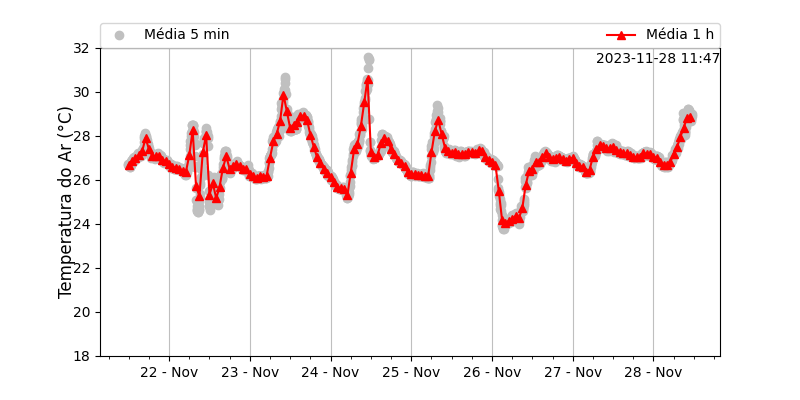 Média 5 min
Média 1 h
2023-11-28 11:47
Temperatura do Ar (°C)
32
30
28
26
24
22
20
18
22 - Nov
23 - Nov
24 - Nov
25 - Nov
26 - Nov
27 - Nov
28 - Nov